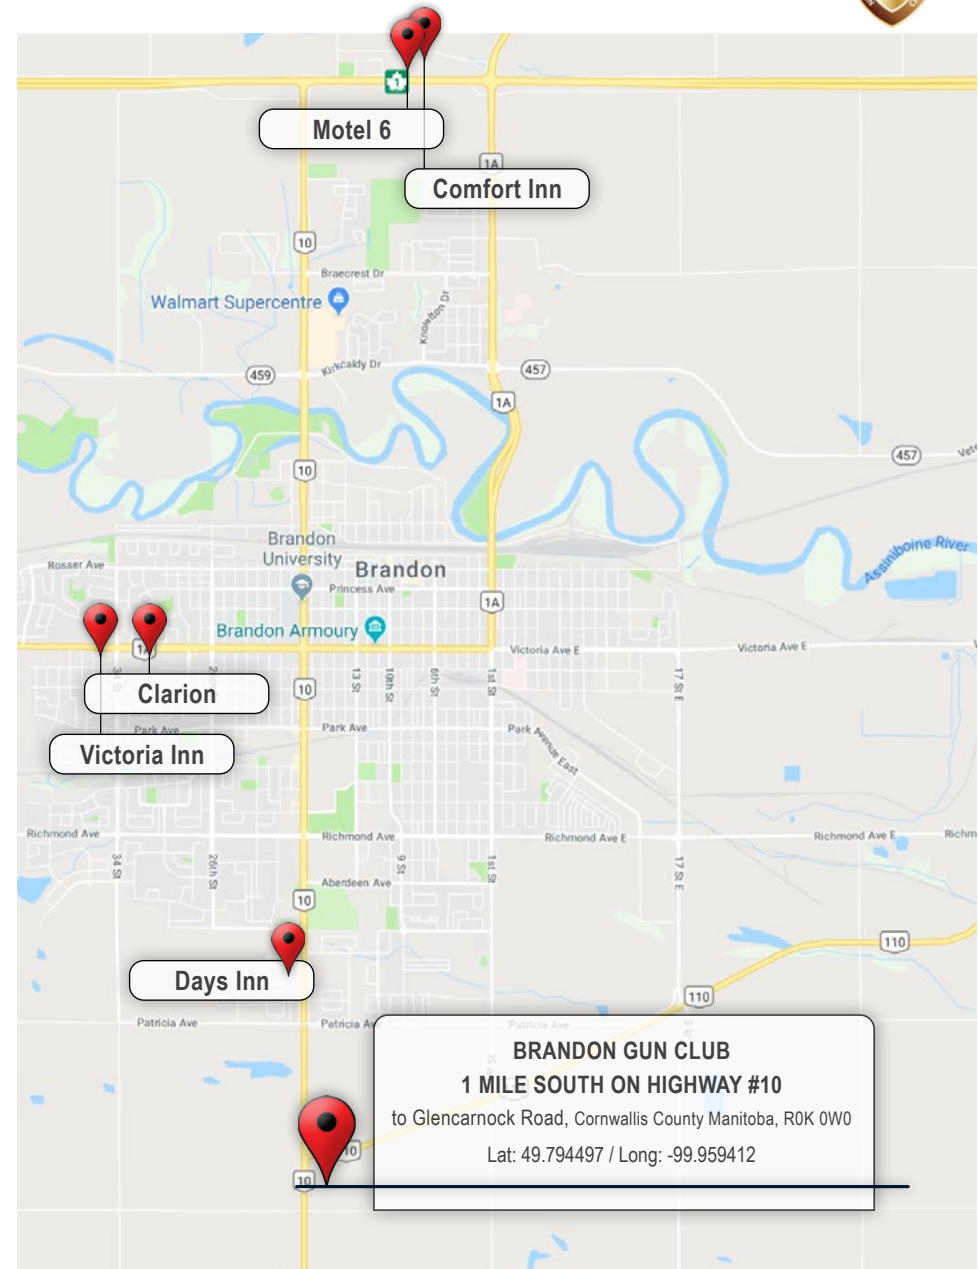 1
Motel 6
1A
Comfort Inn
10
Braecrest Dr
Walmart Supercentre
Knowlton Dr
Kirkcaldy Dr
459
457
1A
457
10
Brandon
University
Brandon
Assiniboine River
Rosser Ave
Princess Ave
1A
Brandon Armoury
Victoria Ave E
Victoria Ave E
Clarion
10
13 St
10th St
6th St
1st St
17 St E
Park Ave
Park Ave
Park Avenue East
Victoria Inn
Richmond Ave
Richmond Ave
Richmond Ave E
Richmond Ave E
Richm
34 St
26th St
9 St
1st St
17 St E
Aberdeen Ave
10
110
Days Inn
110
Patricia Ave
Patricia Av
Patricia Ave
BRANDON GUN CLUB
1 MILE SOUTH ON HIGHWAY #10
to Glencarnock Road, Cornwallis County Manitoba, R0K 0W0
Lat: 49.794497 / Long: -99.959412
10
10